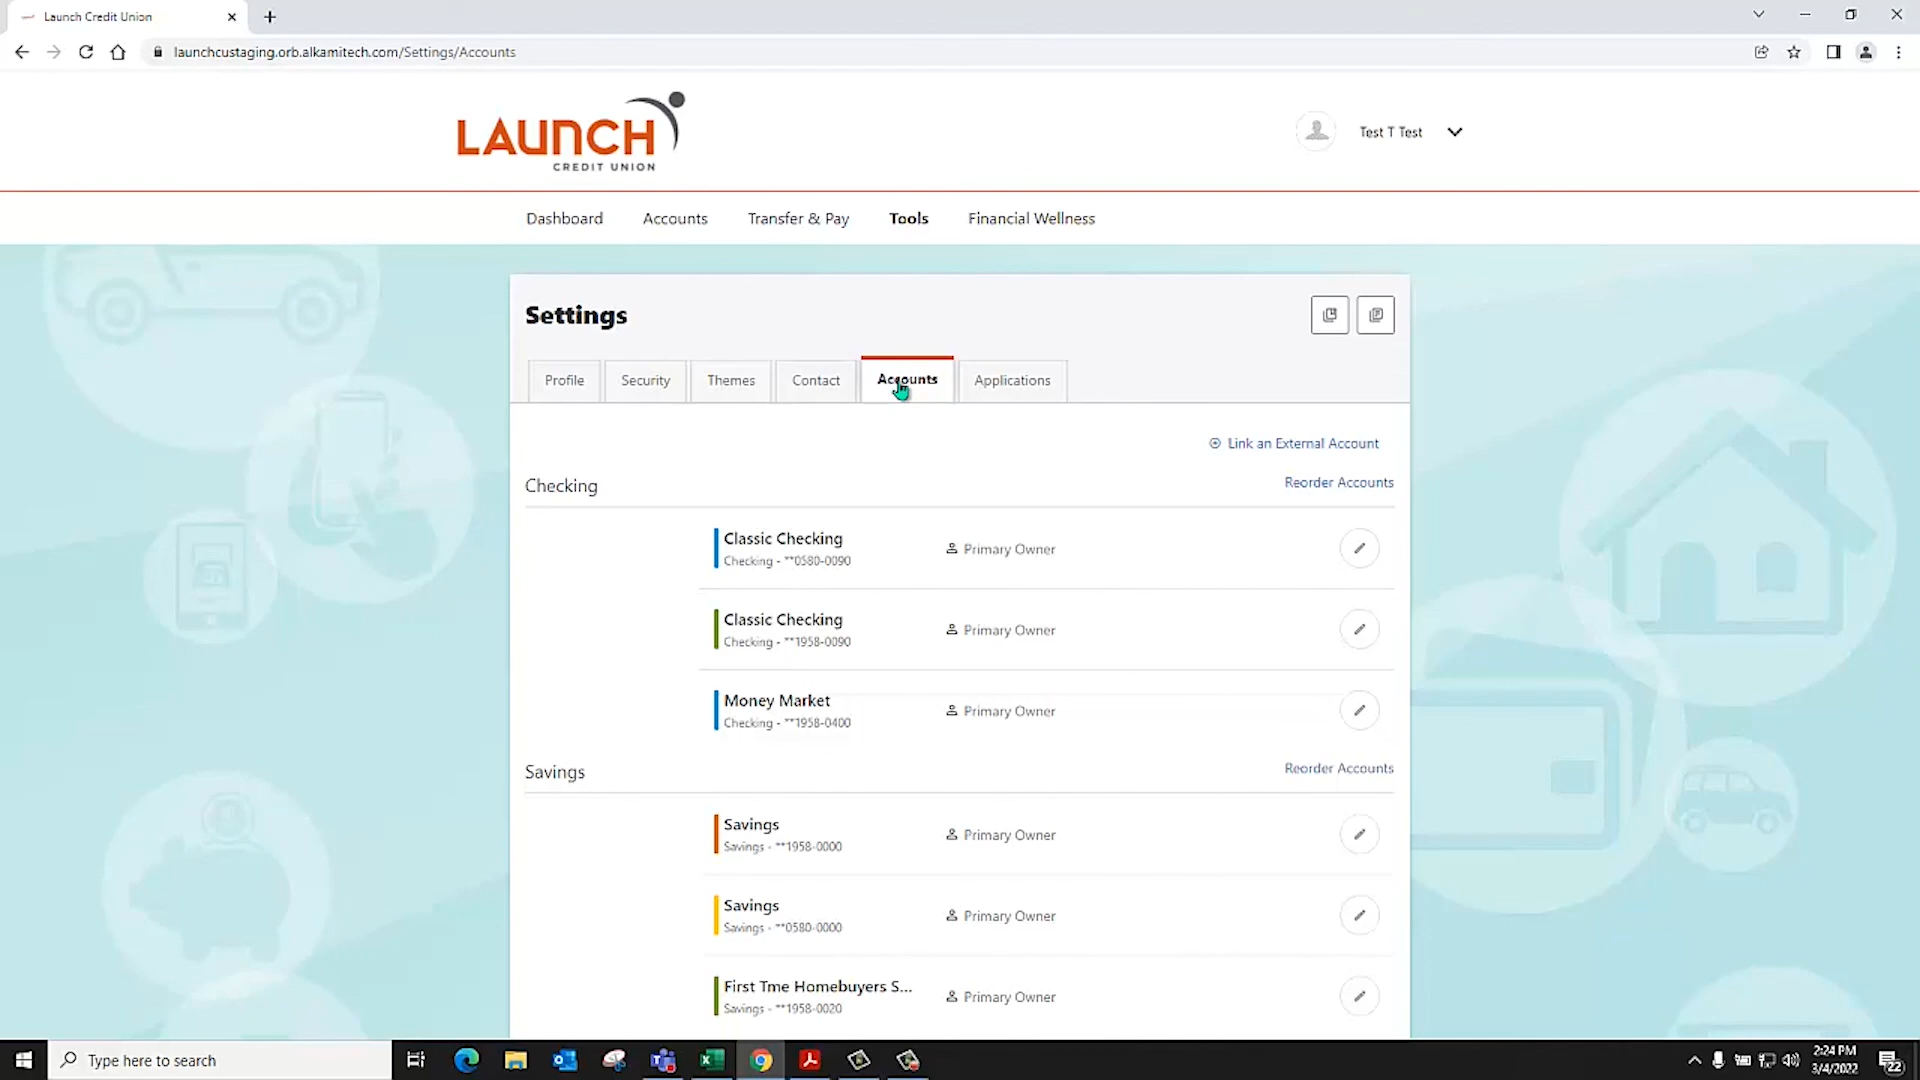 Launch Credit Union
launchcustaging.orb.alkamitech.com/Settings/Accounts
LAUNCH
CREDIT UNION
Test T Test
Dashboard Accounts Transfer & Pay Tools Financial Wellness
Settings
Profile Security Themes Contact Accounts Applications
Link an External Account
Checking Reorder Accounts
Classic Checking Primary Owner
Checking - **0580-0090
Classic Checking Primary Owner
Checking - **1958-0090
Money Market Primary Owner
Checking - **1958-0400
Savings Reorder Accounts
Savings Primary Owner
Savings - **1958-0000
Savings Primary Owner
Savings - **0580-0000
First Tme Homebuyers S... Primary Owner
Savings - **1958-0020
Type here to search
2:24 PM
3/4/2022
22